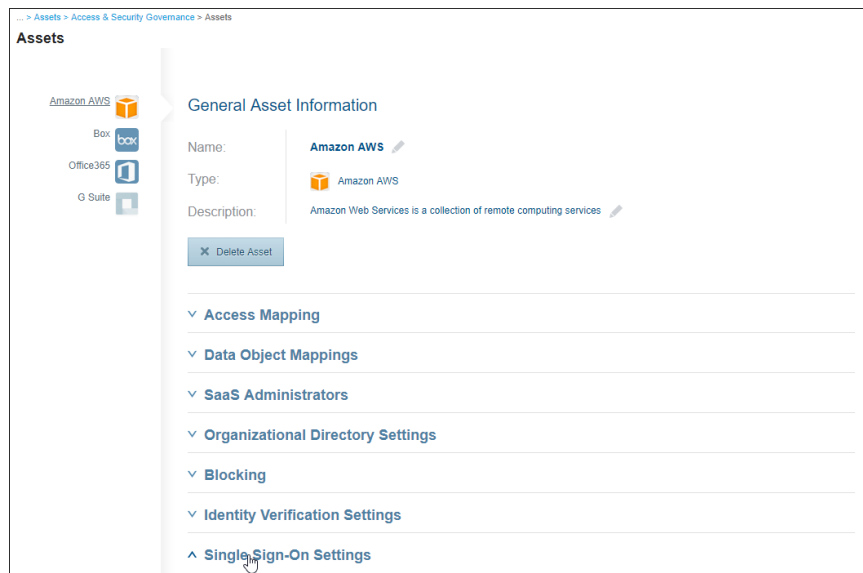 ... > Assets > Access & Security Governance > Assets
Assets
Amazon AWS
Box
box
Office365
G Suite
General Asset Information
Name: Amazon AWS
Type: Amazon AWS
Description: Amazon Web Services is a collection of remote computing services
Delete Asset
Access Mapping
Data Object Mappings
SaaS Administrators
Organizational Directory Settings
Blocking
Identity Verification Settings
Single Sign-On Settings